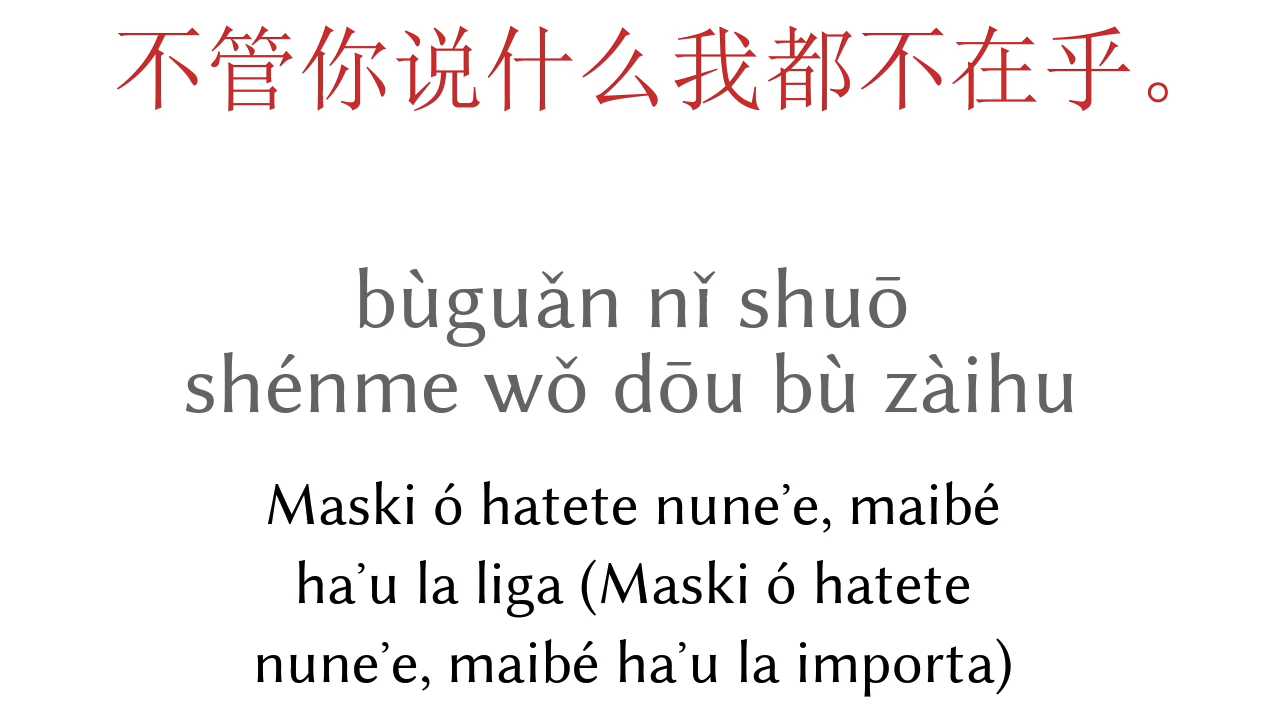 不管你说什么我都不在乎。
bùguǎn nǐ shuō
shénme wǒ dōu bù zàihu
Maski ó hatete nune’e, maibé
ha’u la liga (Maski ó hatete
nune’e, maibé ha’u la importa)